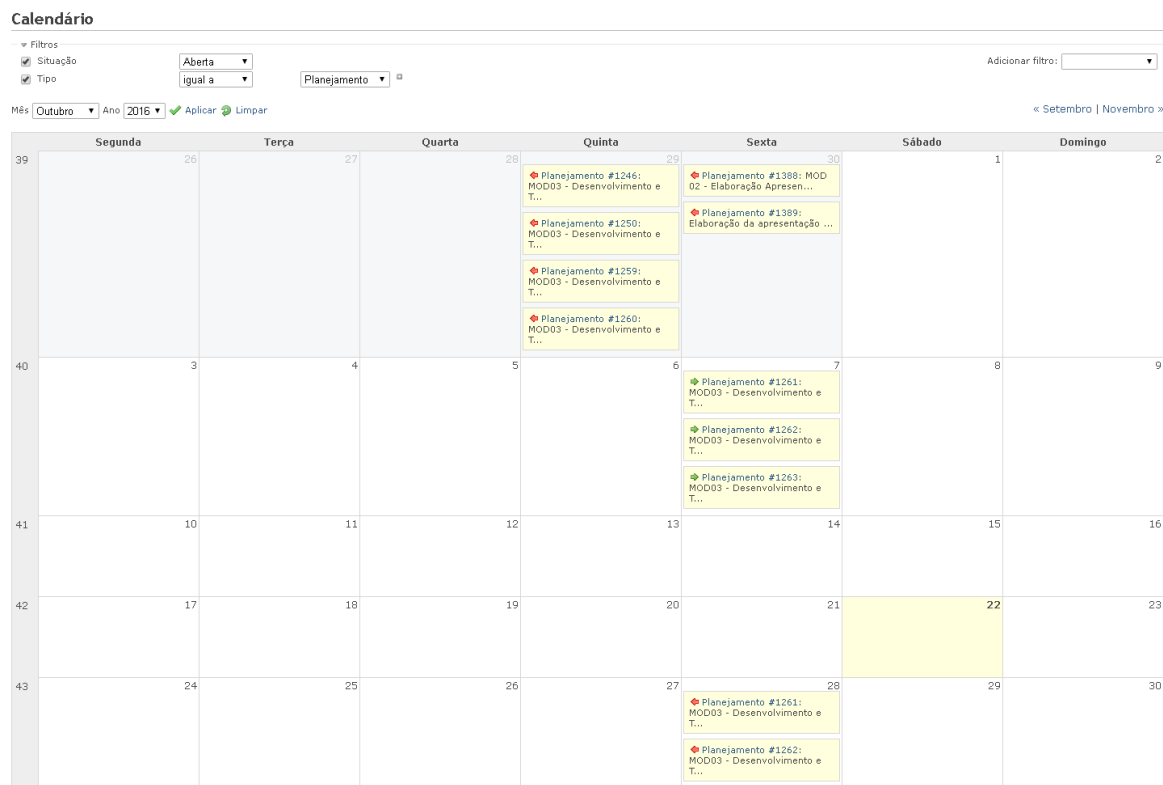 Calendário
Filtros
Situação Aberta Adicionar filtro:
Tipo igual a Planejamento
Mês Outubro Ano 2016 Aplicar Limpar « Setembro | Novembro »
Segunda Terça Quarta Quinta Sexta Sábado Domingo
39 26 27 28 29 30 1 2
Planejamento #1246:
MOD03 - Desenvolvimento e
T...
Planejamento #1250:
MOD03 - Desenvolvimento e
T...
Planejamento #1259:
MOD03 - Desenvolvimento e
T...
Planejamento #1260:
MOD03 - Desenvolvimento e
T...
Planejamento #1388: MOD
02 - Elaboração Apresen...
Planejamento #1389:
Elaboração da apresentação ...
40 3 4 5 6 7 8 9
Planejamento #1261:
MOD03 - Desenvolvimento e
T...
Planejamento #1262:
MOD03 - Desenvolvimento e
T...
Planejamento #1263:
MOD03 - Desenvolvimento e
T...
41 10 11 12 13 14 15 16
42 17 18 19 20 21 22 23
43 24 25 26 27 28 29 30
Planejamento #1261:
MOD03 - Desenvolvimento e
T...
Planejamento #1262:
MOD03 - Desenvolvimento e
T...